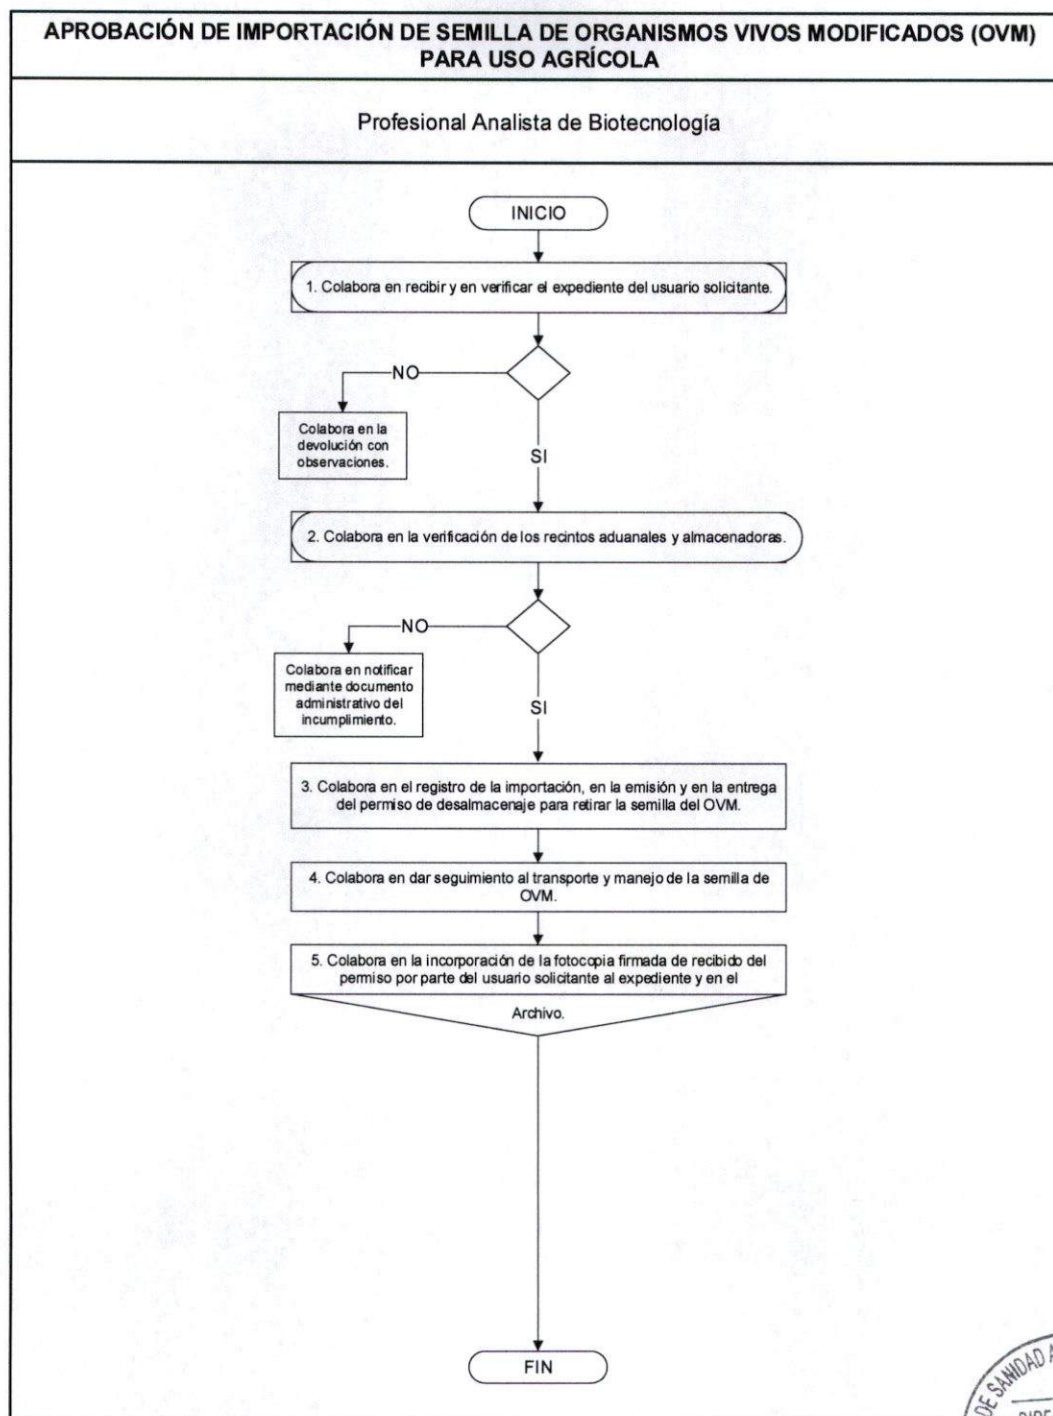 APROBACIÓN DE IMPORTACIÓN DE SEMILLA DE ORGANISMOS VIVOS MODIFICADOS (OVM)
PARA USO AGRÍCOLA
Profesional Analista de Biotecnología
INICIO
1. Colabora en recibir y en verificar el expediente del usuario solicitante.
NO
Colabora en la
devolución con
observaciones.
SI
2. Colabora en la verificación de los recintos aduanales y almacenadoras.
NO
Colabora en notificar
mediante documento
administrativo del
incumplimiento.
SI
3. Colabora en el registro de la importación, en la emisión y en la entrega
del permiso de desalmacenaje para retirar la semilla del OVM.
4. Colabora en dar seguimiento al transporte y manejo de la semilla de
OVM.
5. Colabora en la incorporación de la fotocopia firmada de recibido del
permiso por parte del usuario solicitante al expediente y en el
Archivo.
FIN
DE SANIDAD